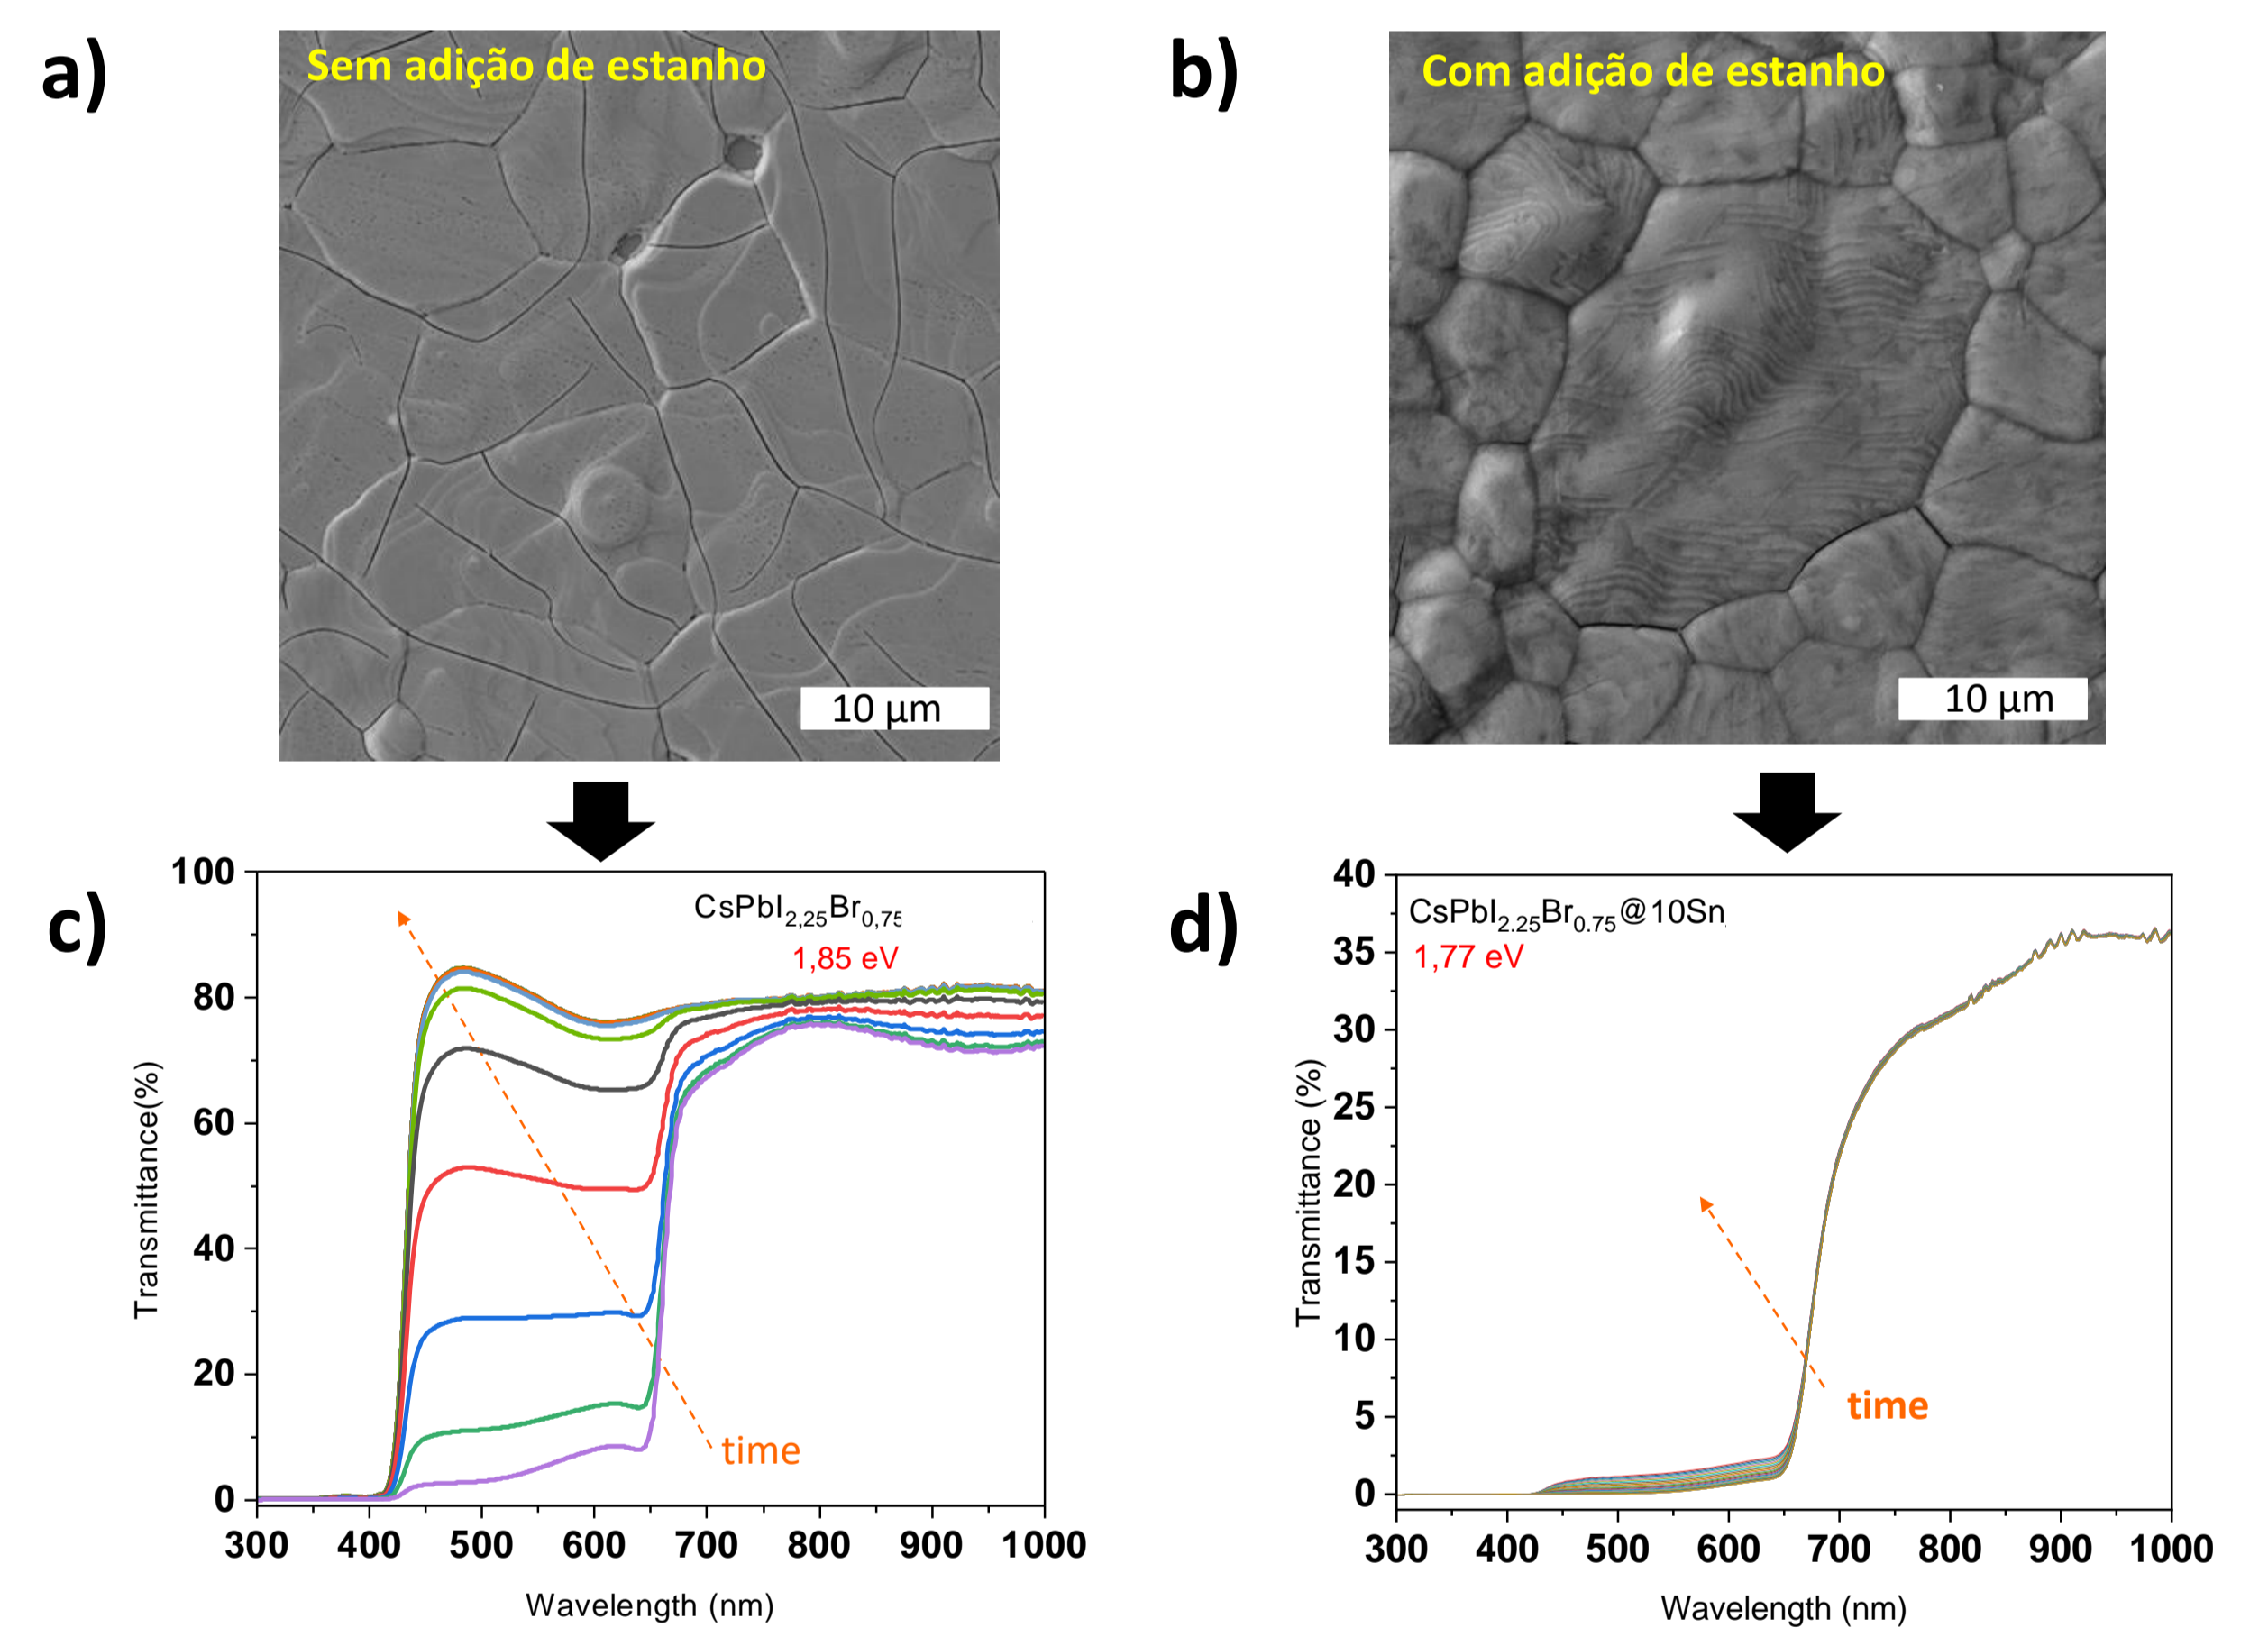 a)
Sem adição de estanho
10 µm
b)
Com adição de estanho
10 µm
c)
CsPbI2,25Br0,75
1,85 eV
time
Transmittance(%)
100
80
60
40
20
0
300 400 500 600 700 800 900 1000
Wavelength (nm)
d)
CsPbI2.25Br0.75@10Sn
1,77 eV
time
Transmittance (%)
40
35
30
25
20
15
10
5
0
300 400 500 600 700 800 900 1000
Wavelength (nm)